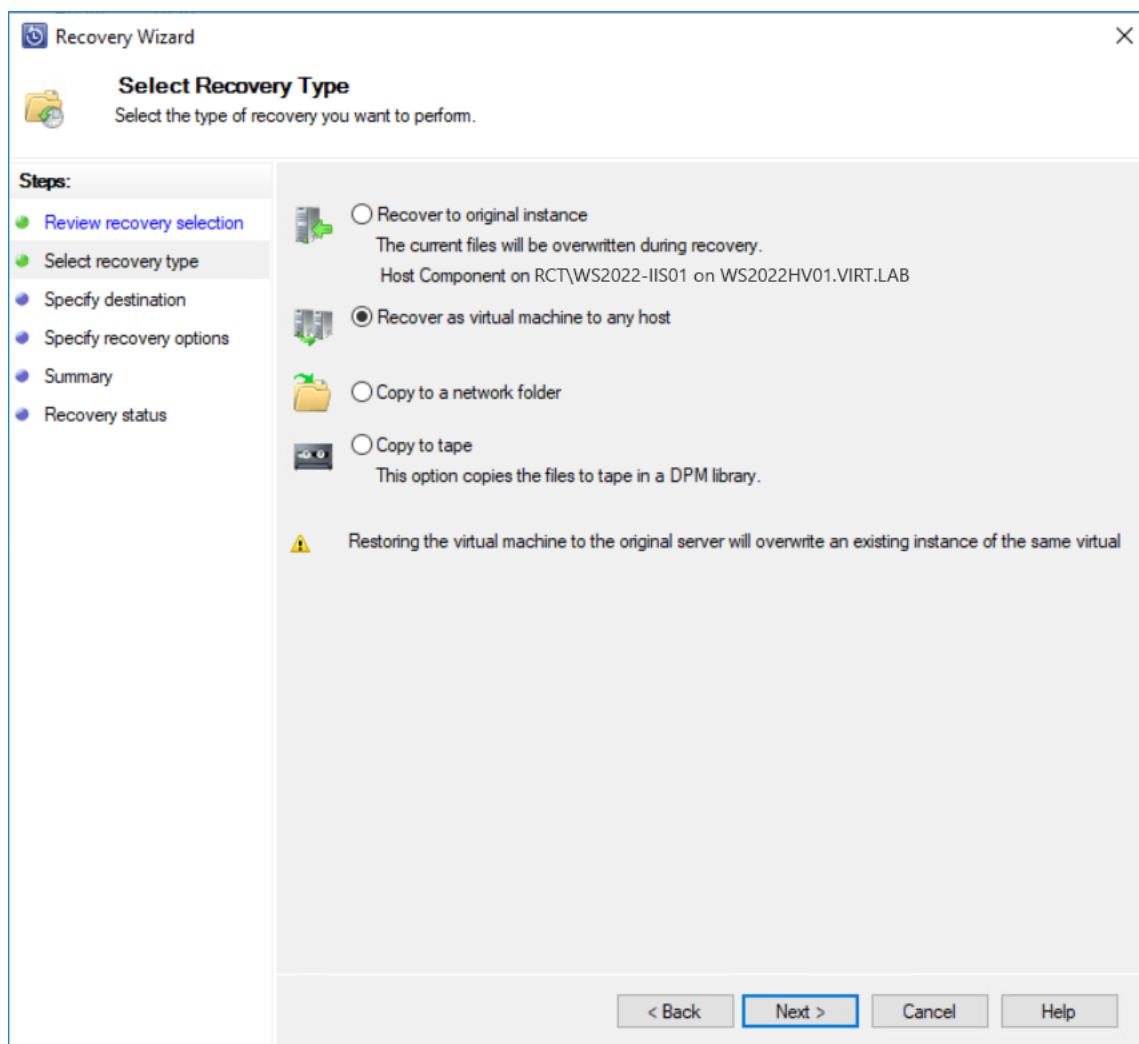 Recovery Wizard
Select Recovery Type
Select the type of recovery you want to perform.
Steps:
Review recovery selection
Select recovery type
Specify destination
Specify recovery options
Summary
Recovery status
Recover to original instance
The current files will be overwritten during recovery.
Host Component on RCT\WS2022-IIS01 on WS2022HV01.VIRT.LAB
Recover as virtual machine to any host
Copy to a network folder
Copy to tape
This option copies the files to tape in a DPM library.
Restoring the virtual machine to the original server will overwrite an existing instance of the same virtual
< Back
Next >
Cancel
Help